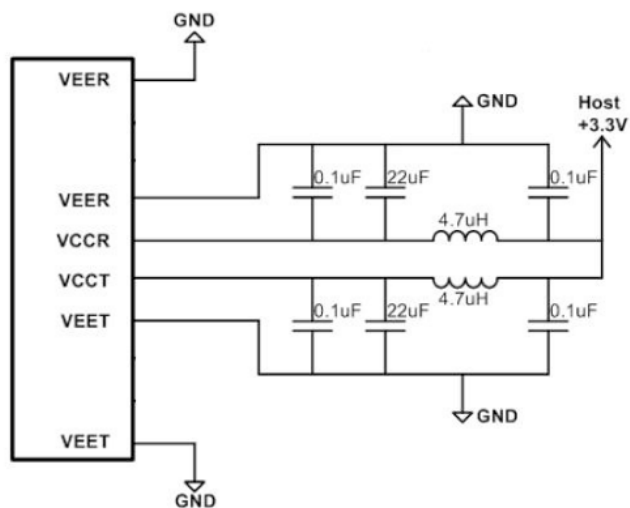 GND
VEER
GND
Host
+3.3V
0.1uF
22uF
0.1uF
VEER
4.7uH
VCCR
VCCT
4.7uH
VEET
0.1uF
22uF
0.1uF
GND
VEET
GND